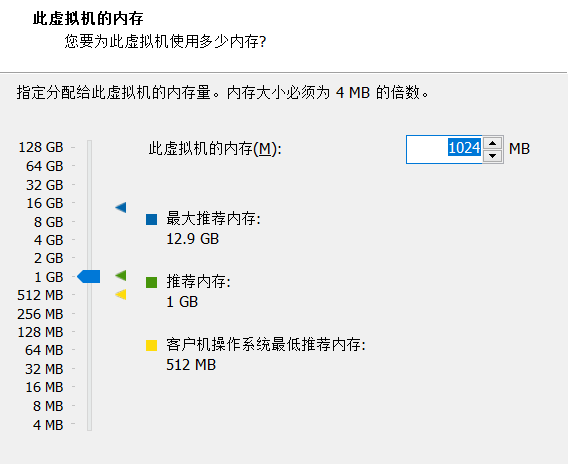 此虚拟机的内存
您要为此虚拟机使用多少内存?
指定分配给此虚拟机的内存量。内存大小必须为 4 MB 的倍数。
128 GB
64 GB
32 GB
16 GB
8 GB
4 GB
2 GB
1 GB
512 MB
256 MB
128 MB
64 MB
32 MB
16 MB
8 MB
4 MB
此虚拟机的内存(M): 1024 MB
最大推荐内存:
12.9 GB
推荐内存:
1 GB
客户机操作系统最低推荐内存:
512 MB